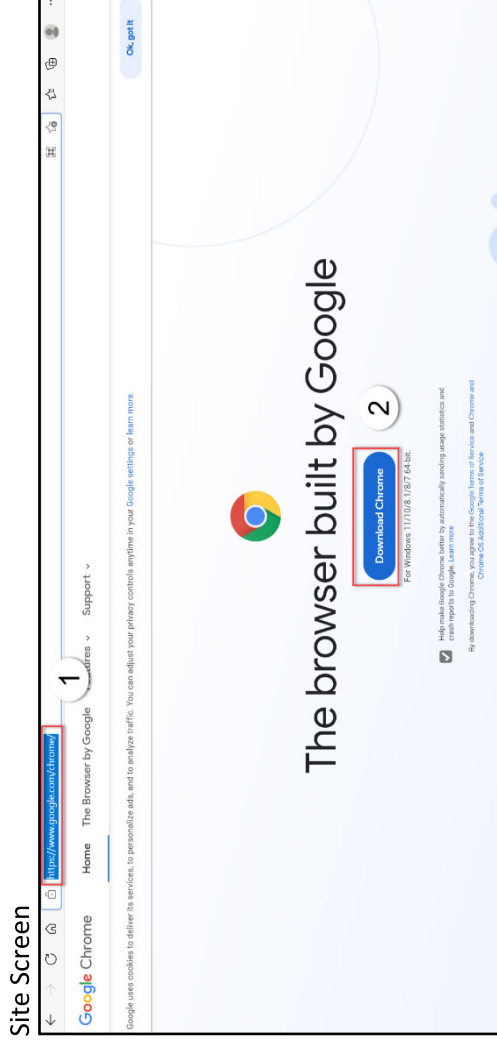 Site Screen
https://www.google.com/chrome/
1
Google Chrome
Home
The Browser by Google
Support
Google uses cookies to deliver its services, to personalize ads, and to analyze traffic. You can adjust your privacy controls anytime in your Google settings or learn more.
Ok, got it
The browser built by Google
Download Chrome
2
For Windows 11/10/8.1/8/7 64-bit.
Help make Google Chrome better by automatically sending usage statistics and
crash reports to Google. Learn more
By downloading Chrome, you agree to the Google Terms of Service and Chrome and
Chrome OS Additional Terms of Service